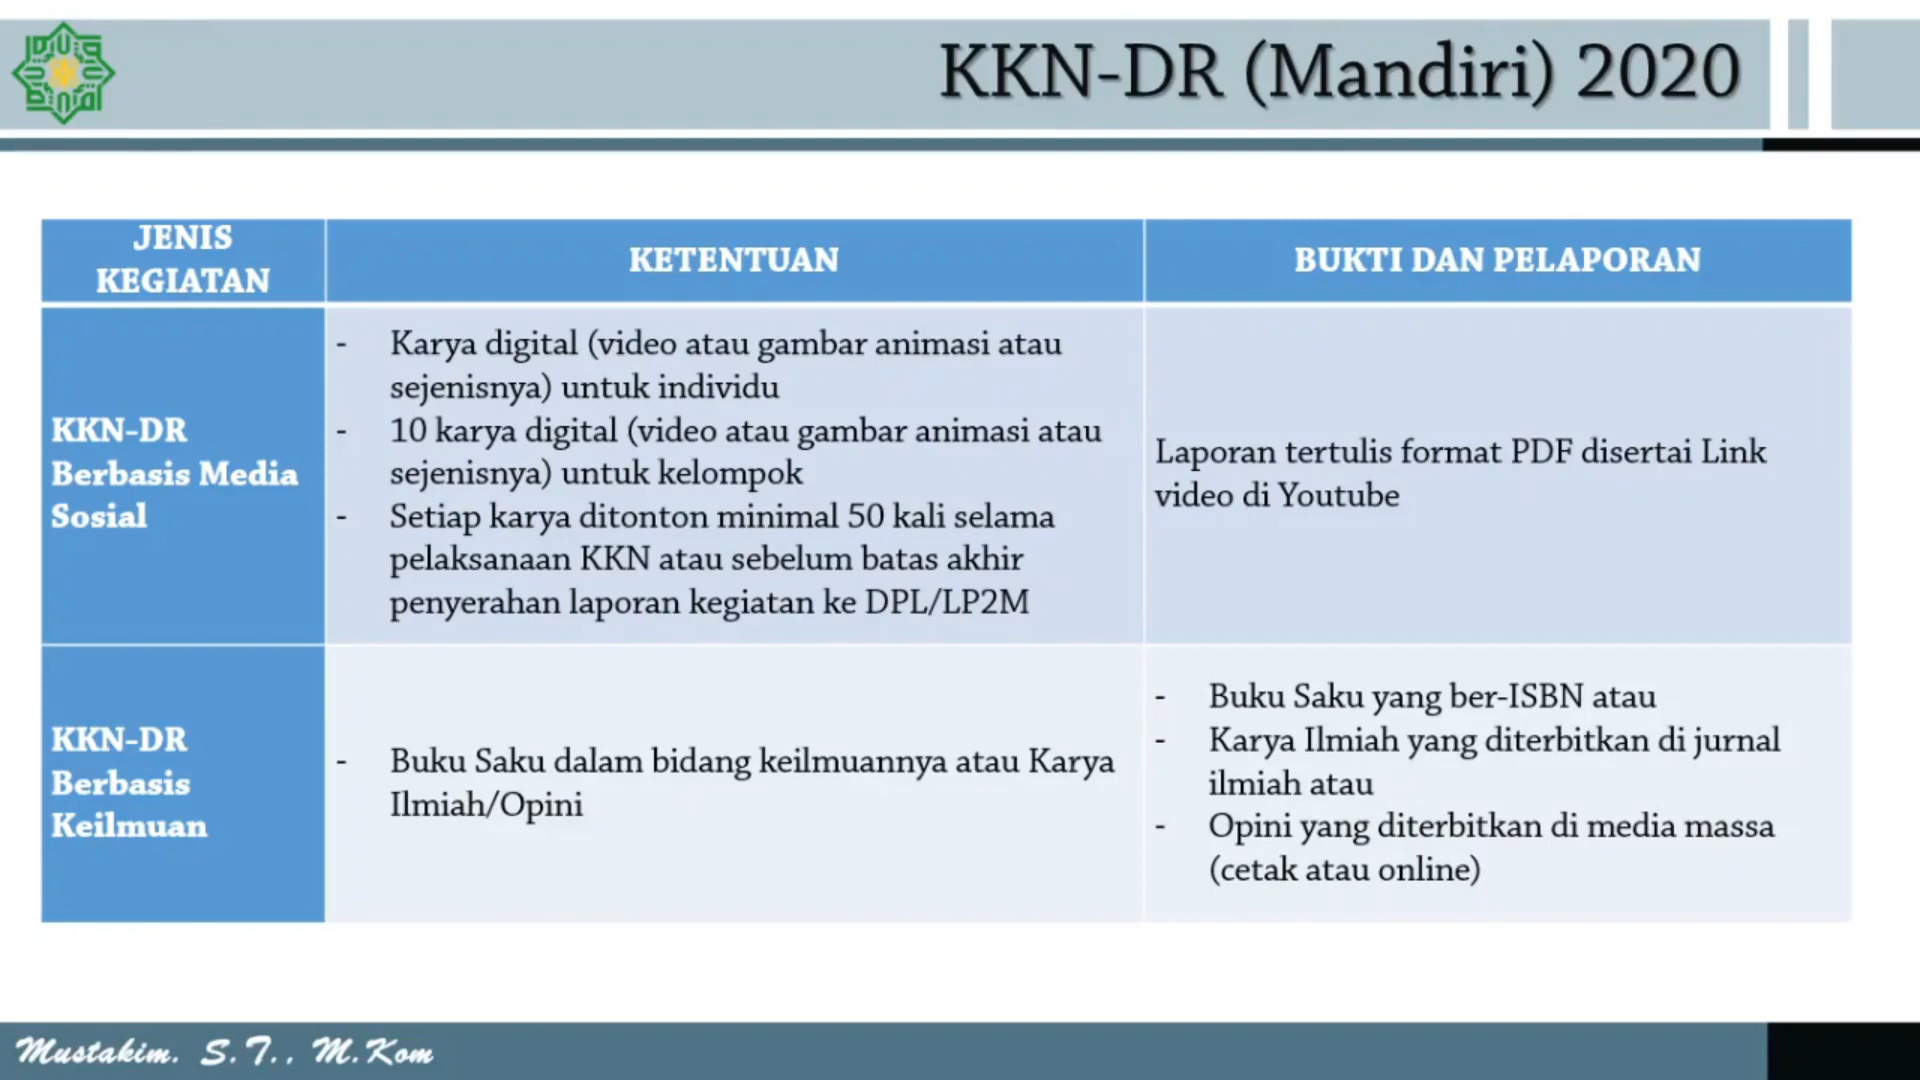 KKN-DR (Mandiri) 2020
JENIS
KEGIATAN
KETENTUAN
BUKTI DAN PELAPORAN
KKN-DR
Berbasis Media
Sosial
- Karya digital (video atau gambar animasi atau
sejenisnya) untuk individu
- 10 karya digital (video atau gambar animasi atau
sejenisnya) untuk kelompok
- Setiap karya ditonton minimal 50 kali selama
pelaksanaan KKN atau sebelum batas akhir
penyerahan laporan kegiatan ke DPL/LP2M
Laporan tertulis format PDF disertai Link
video di Youtube
KKN-DR
Berbasis
Keilmuan
- Buku Saku dalam bidang keilmuannya atau Karya
Ilmiah/Opini
- Buku Saku yang ber-ISBN atau
- Karya Ilmiah yang diterbitkan di jurnal
ilmiah atau
- Opini yang diterbitkan di media massa
(cetak atau online)
Mustakim. S.T., M.Kom